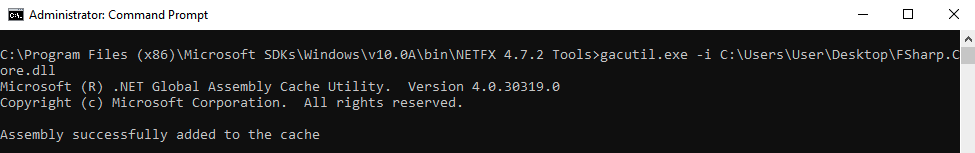 Administrator: Command Prompt
C:\Program Files (x86)\Microsoft SDKs\Windows\v10.0A\bin\NETFX 4.7.2 Tools>gacutil.exe -i C:\Users\User\Desktop\FSharp.C
ore.dll
Microsoft (R) .NET Global Assembly Cache Utility.  Version 4.0.30319.0
Copyright (c) Microsoft Corporation.  All rights reserved.
Assembly successfully added to the cache